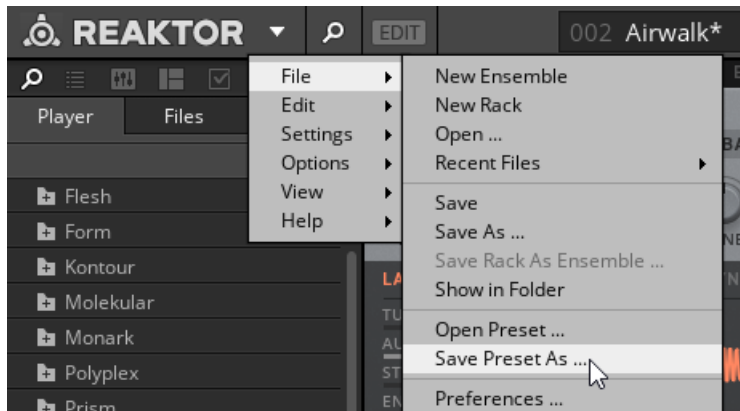 REAKTOR
EDIT
002 Airwalk*
Player
Files
Flesh
Form
Kontour
Molekular
Monark
Polyplex
Prism
File
Edit
Settings
Options
View
Help
New Ensemble
New Rack
Open ...
Recent Files
Save
Save As ...
Save Rack As Ensemble ...
Show in Folder
Open Preset ...
Save Preset As ...
Preferences ...